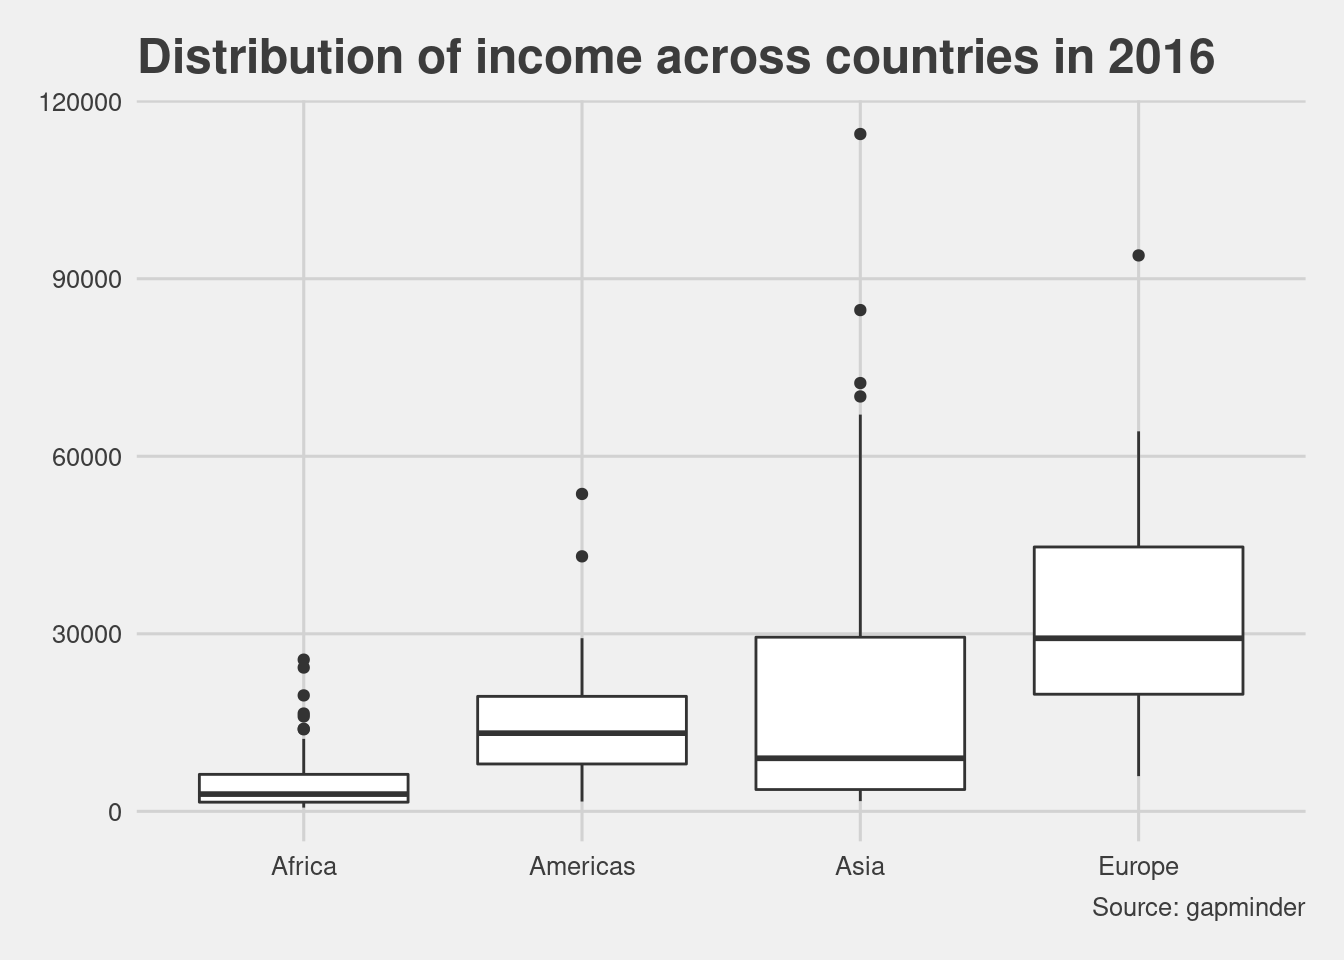 Distribution of income across countries in 2016
120000
90000
60000
30000
0
Africa Americas Asia Europe
Source: gapminder